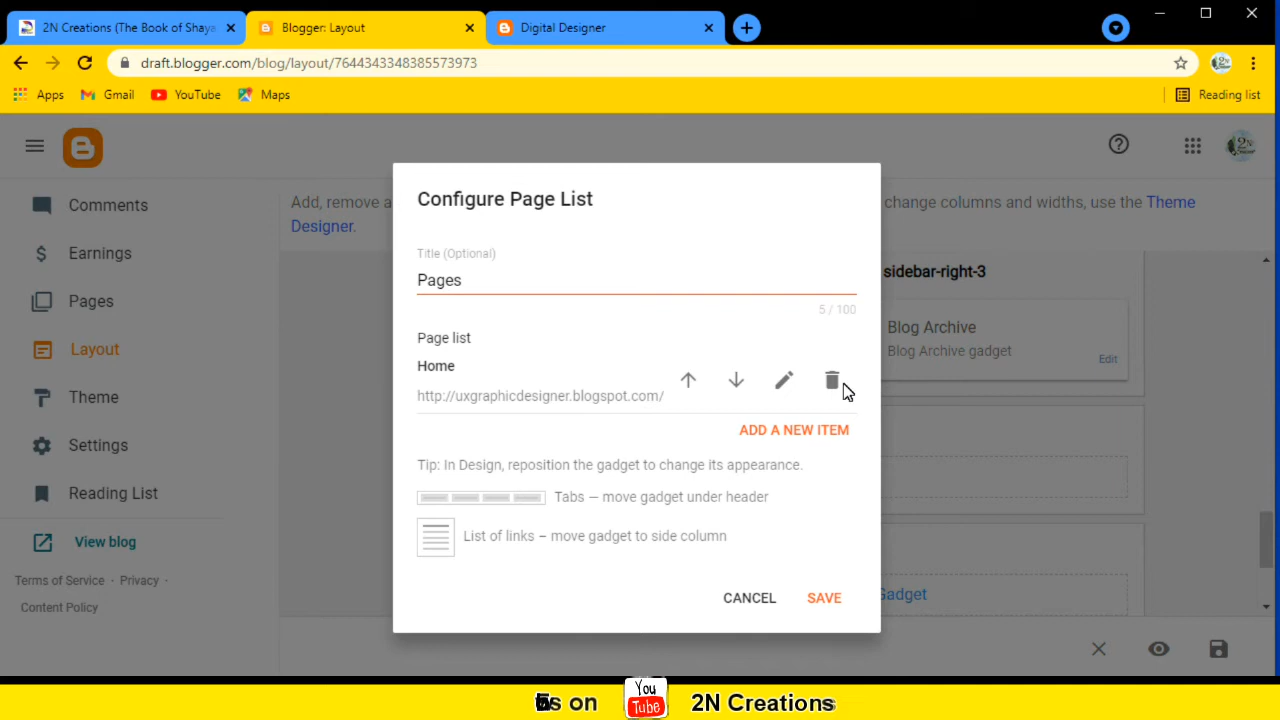 2N Creations (The Book of Shaya
Blogger: Layout
Digital Designer
draft.blogger.com/blog/layout/7644343348385573973
Apps
Gmail
YouTube
Maps
Reading list
Comments
Earnings
Pages
Layout
Theme
Settings
Reading List
View blog
Terms of Service · Privacy ·
Content Policy
Add, remove a
change columns and widths, use the Theme
Designer.
sidebar-right-3
Blog Archive
Blog Archive gadget
Edit
Gadget
Configure Page List
Title (Optional)
Pages
5 / 100
Page list
Home
http://uxgraphicdesigner.blogspot.com/
ADD A NEW ITEM
Tip: In Design, reposition the gadget to change its appearance.
Tabs – move gadget under header
List of links – move gadget to side column
CANCEL
SAVE
on
You
Tube
2N Creations